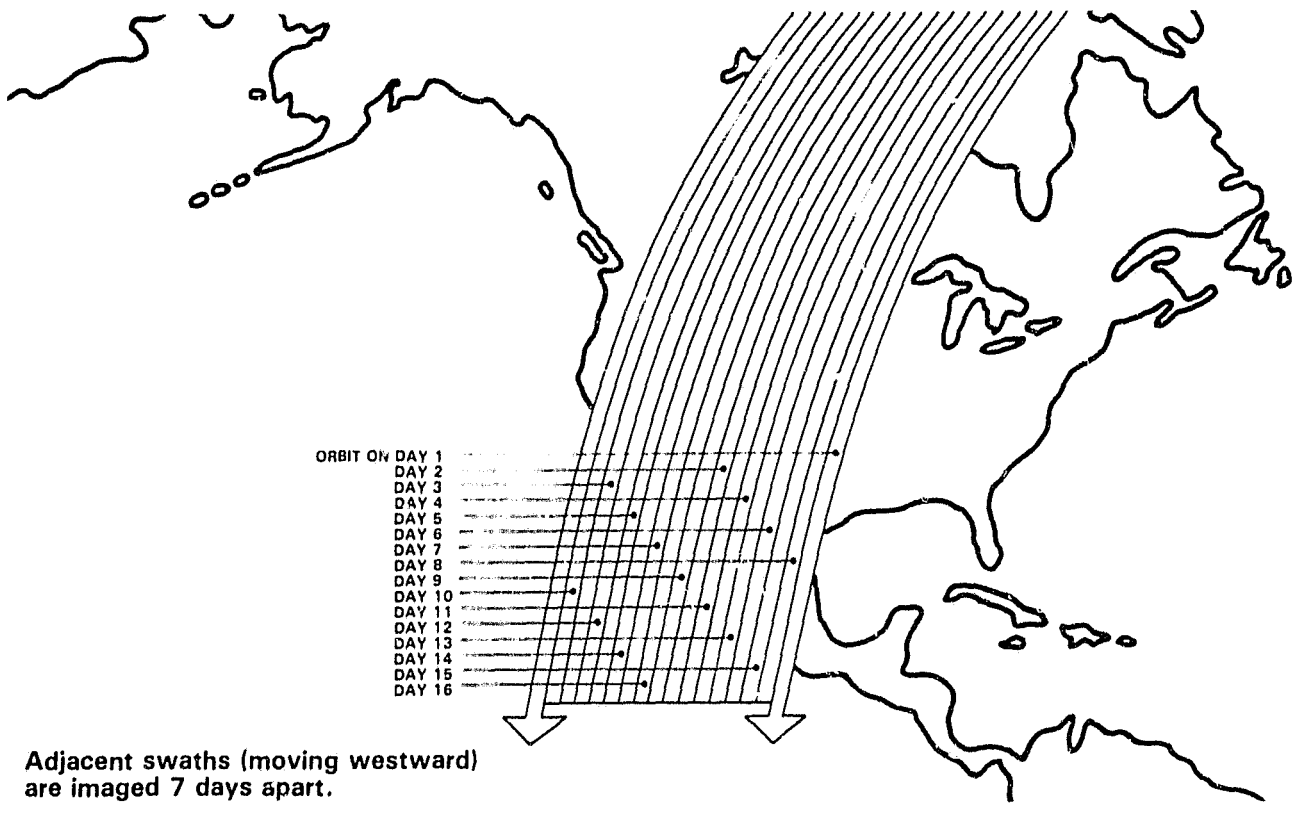 ORBIT ON DAY 1
DAY 2
DAY 3
DAY 4
DAY 5
DAY 6
DAY 7
DAY 8
DAY 9
DAY 10
DAY 11
DAY 12
DAY 13
DAY 14
DAY 15
DAY 16
Adjacent swaths (moving westward)
are imaged 7 days apart.